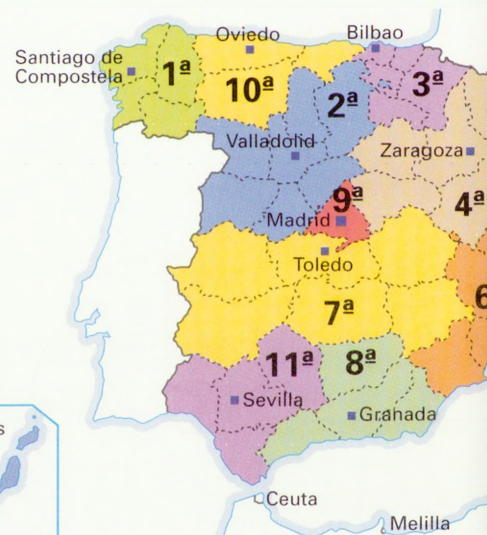 Oviedo
Bilbao
Santiago de
Compostela
1ª
10ª
2ª
3ª
Valladolid
Zaragoza
9ª
4ª
Madrid
Toledo
6
7ª
11ª
8ª
Sevilla
Granada
s
Ceuta
Melilla